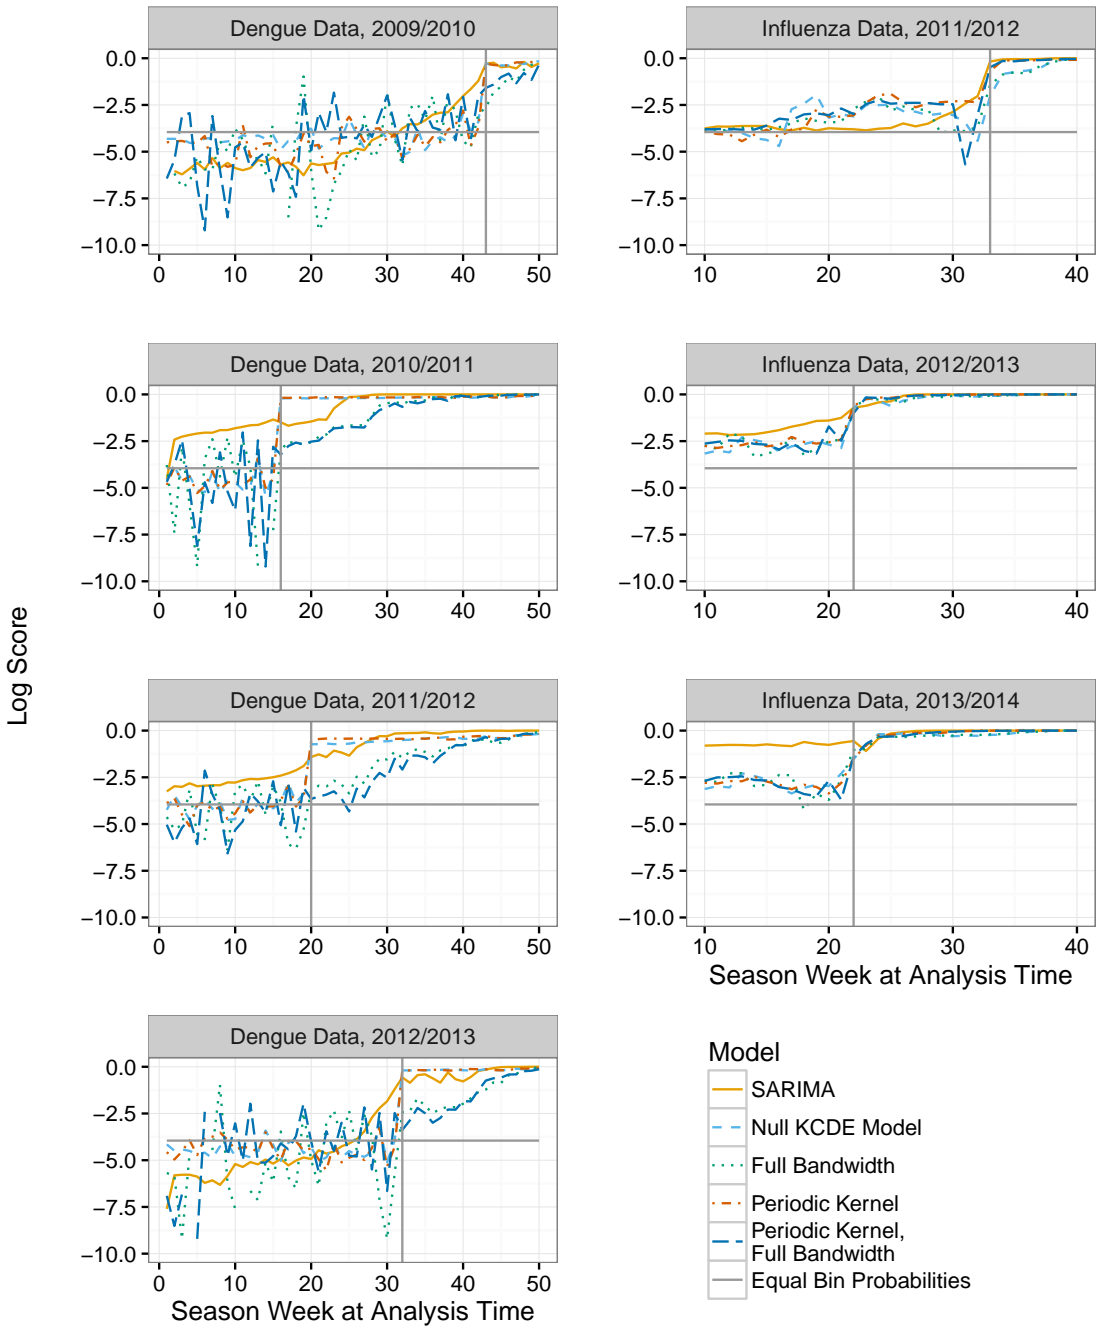 Dengue Data, 2009/2010
0.0
−2.5
−5.0
−7.5
−10.0
0 10 20 30 40 50
Influenza Data, 2011/2012
0.0
−2.5
−5.0
−7.5
−10.0
10 20 30 40
Dengue Data, 2010/2011
0.0
−2.5
−5.0
−7.5
−10.0
0 10 20 30 40 50
Influenza Data, 2012/2013
0.0
−2.5
−5.0
−7.5
−10.0
10 20 30 40
Log Score
Dengue Data, 2011/2012
0.0
−2.5
−5.0
−7.5
−10.0
0 10 20 30 40 50
Influenza Data, 2013/2014
0.0
−2.5
−5.0
−7.5
−10.0
10 20 30 40
Season Week at Analysis Time
Dengue Data, 2012/2013
0.0
−2.5
−5.0
−7.5
−10.0
0 10 20 30 40 50
Season Week at Analysis Time
Model
SARIMA
Null KCDE Model
Full Bandwidth
Periodic Kernel
Periodic Kernel,
Full Bandwidth
Equal Bin Probabilities